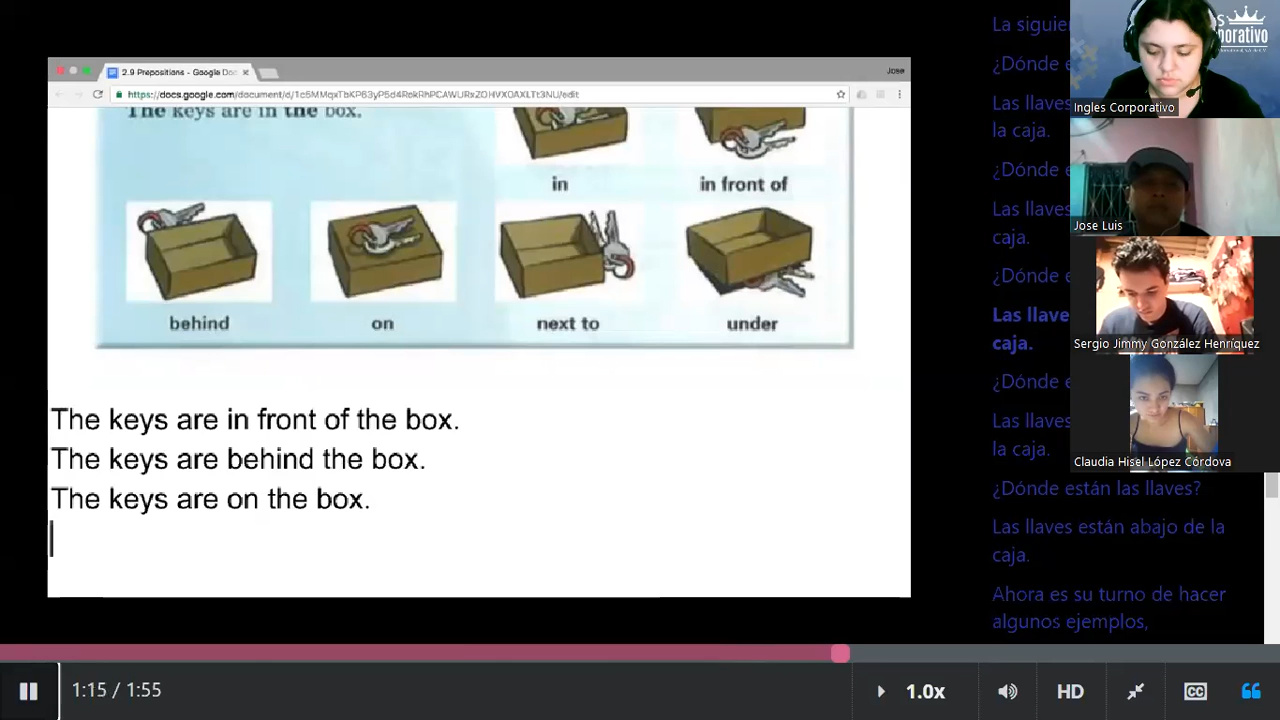 2.9 Prepositions - Google Doc
Jose
The keys are in the box.
in
in front of
behind
on
next to
under
The keys are in front of the box.
The keys are behind the box.
The keys are on the box.
La siguien
¿Dónde e
Las llaves
la caja.
¿Dónde e
Las llaves
caja.
¿Dónde e
Las llave
caja.
¿Dónde e
Las llaves
la caja.
¿Dónde están las llaves?
Las llaves están abajo de la
caja.
Ahora es su turno de hacer
algunos ejemplos,
Ingles Corporativo
Jose Luis
Sergio Jimmy González Henríquez
Claudia Hisel López Córdova
1:15 / 1:55
1.0x
HD
CC